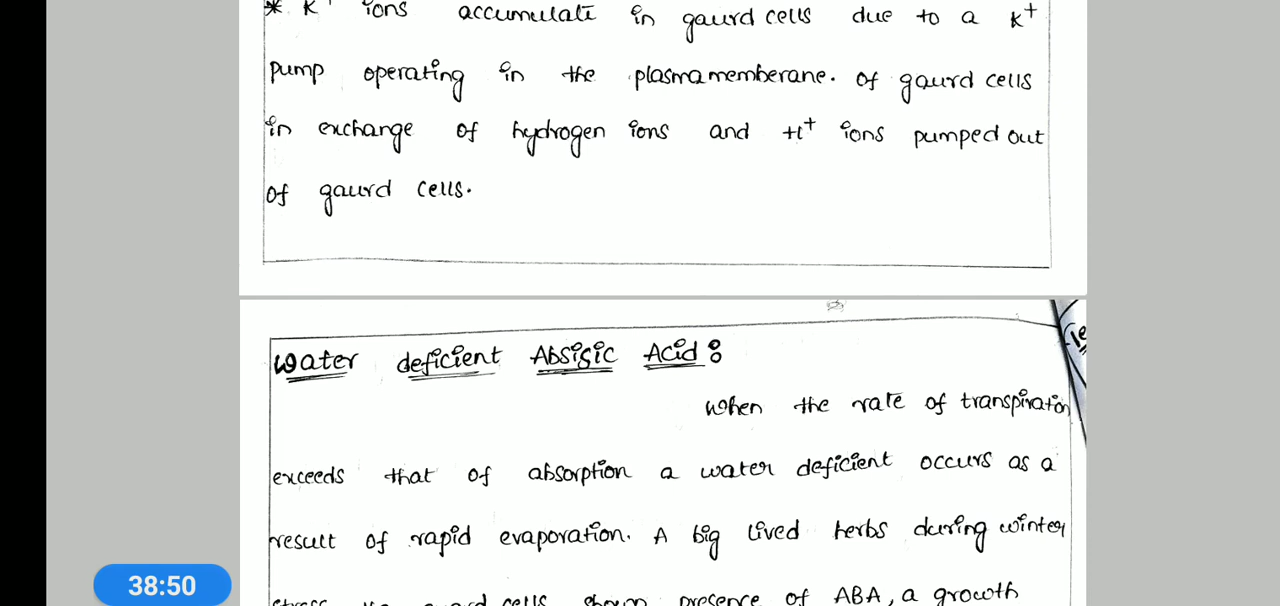 * K+ ions accumulate in gaurd cells due to a K+
pump operating in the plasmamemberane. of gaurd cells
in exchange of hydrogen ions and H+ ions pumped out
of gaurd cells.
Water deficient Absisic Acid:
When the rate of transpiration
exceeds that of absorption a water deficient occurs as a
result of rapid evaporation. A big lived herbs during winter
cells shown presence of ABA, a growth
38:50